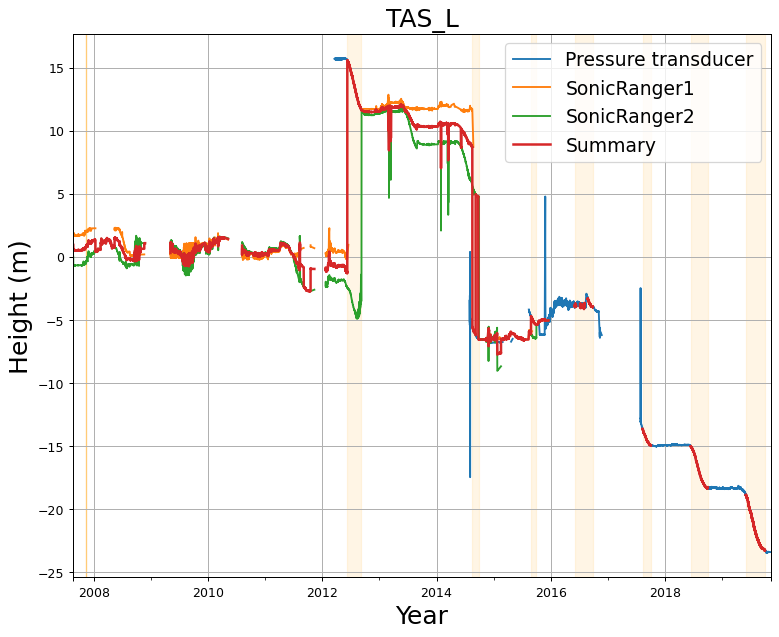 TAS_L
Pressure transducer
SonicRanger1
SonicRanger2
Summary
Height (m)
15
10
5
0
−5
−10
−15
−20
−25
2008
2010
2012
2014
2016
2018
Year